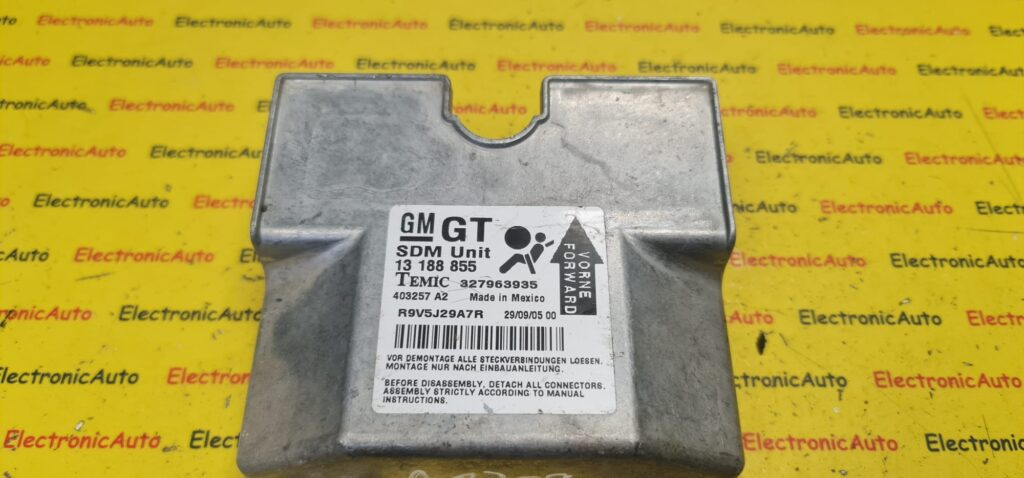 GM GT
SDM Unit
13 188 855
TEMIC 327963935
403257 A2 Made in Mexico
R9V5J29A7R 29/09/05 00
VORNE
FORWARD
VOR DEMONTAGE ALLE STECKVERBINDUNGEN LOESEN.
MONTAGE NUR NACH EINBAUANLEITUNG.
BEFORE DISASSEMBLY, DETACH ALL CONNECTORS.
ASSEMBLY STRICTLY ACCORDING TO MANUAL
INSTRUCTIONS.
ElectronicAuto